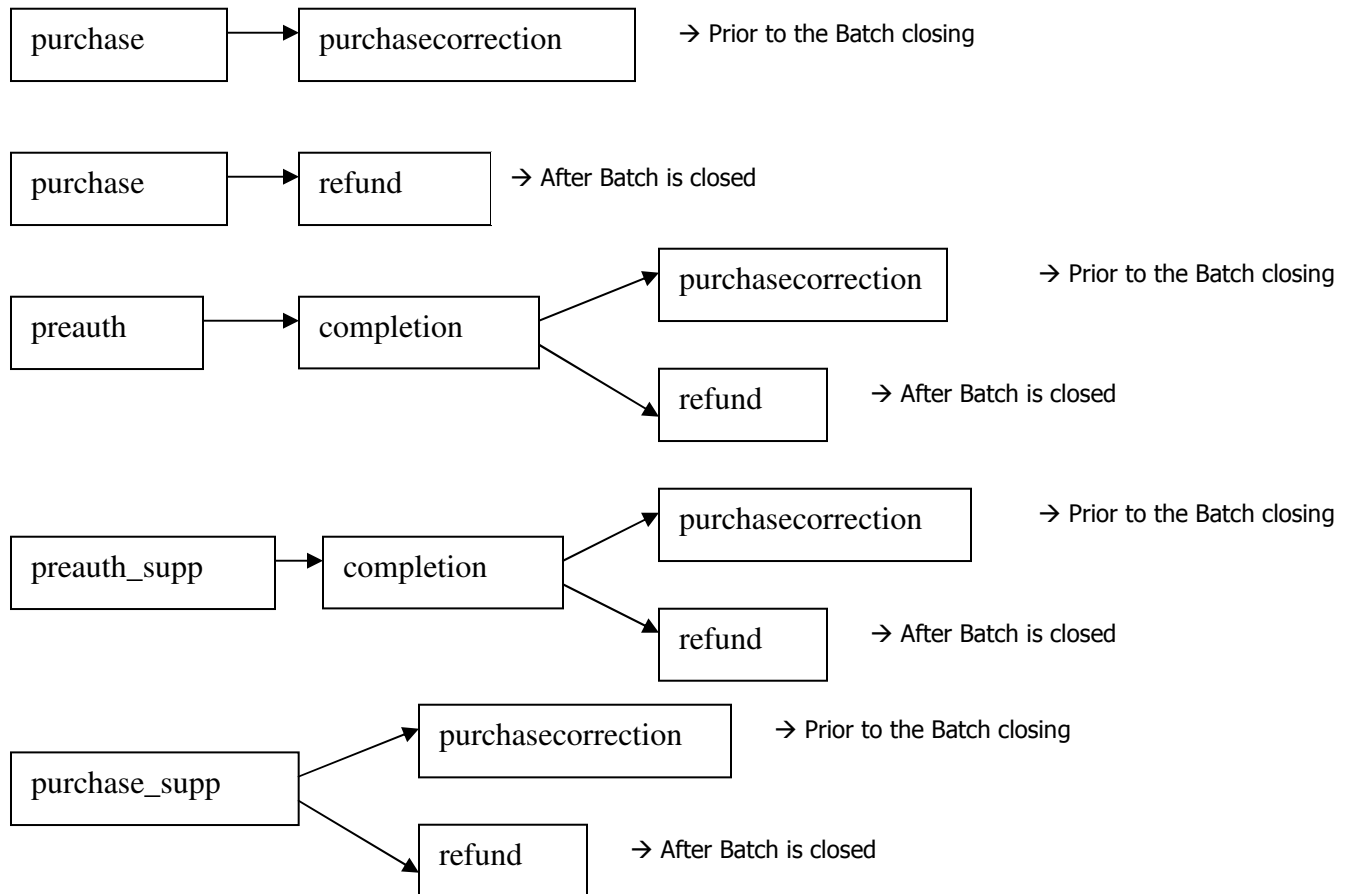 purchase purchasecorrection → Prior to the Batch closing
purchase refund → After Batch is closed
purchasecorrection → Prior to the Batch closing
preauth completion
refund → After Batch is closed
purchasecorrection → Prior to the Batch closing
preauth_supp completion
refund → After Batch is closed
purchasecorrection → Prior to the Batch closing
purchase_supp
refund → After Batch is closed